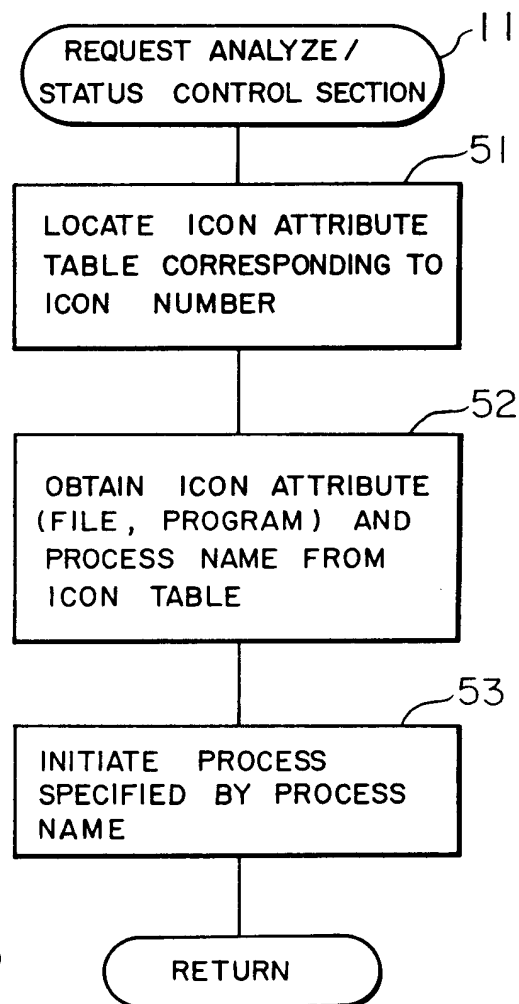 REQUEST ANALYZE/
STATUS CONTROL SECTION
11
51
LOCATE ICON ATTRIBUTE
TABLE CORRESPONDING TO
ICON NUMBER
52
OBTAIN ICON ATTRIBUTE
(FILE, PROGRAM) AND
PROCESS NAME FROM
ICON TABLE
53
INITIATE PROCESS
SPECIFIED BY PROCESS
NAME
RETURN